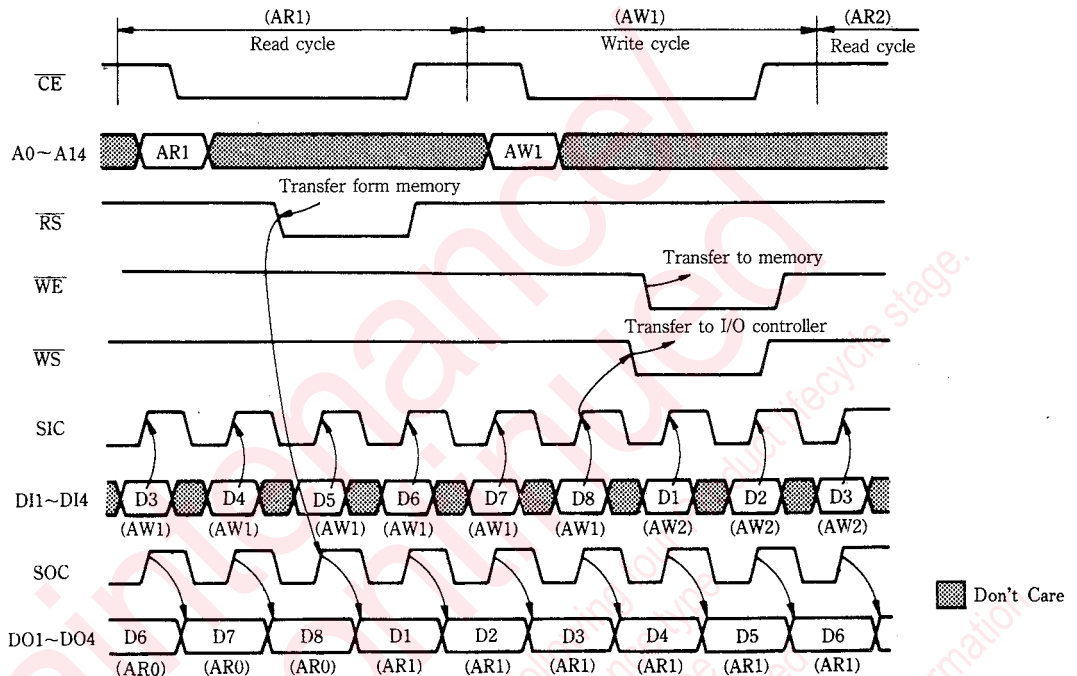 (AR1) (AW1) (AR2)
Read cycle Write cycle Read cycle
CE
A0~A14 AR1 AW1
Transfer form memory
RS
Transfer to memory
WE
Transfer to I/O controller
WS
SIC
DI1~DI4 D3 D4 D5 D6 D7 D8 D1 D2 D3
(AW1) (AW1) (AW1) (AW1) (AW1) (AW1) (AW2) (AW2) (AW2)
SOC
Don't Care
DO1~DO4 D6 D7 D8 D1 D2 D3 D4 D5 D6
(AR0) (AR0) (AR0) (AR1) (AR1) (AR1) (AR1) (AR1) (AR1)